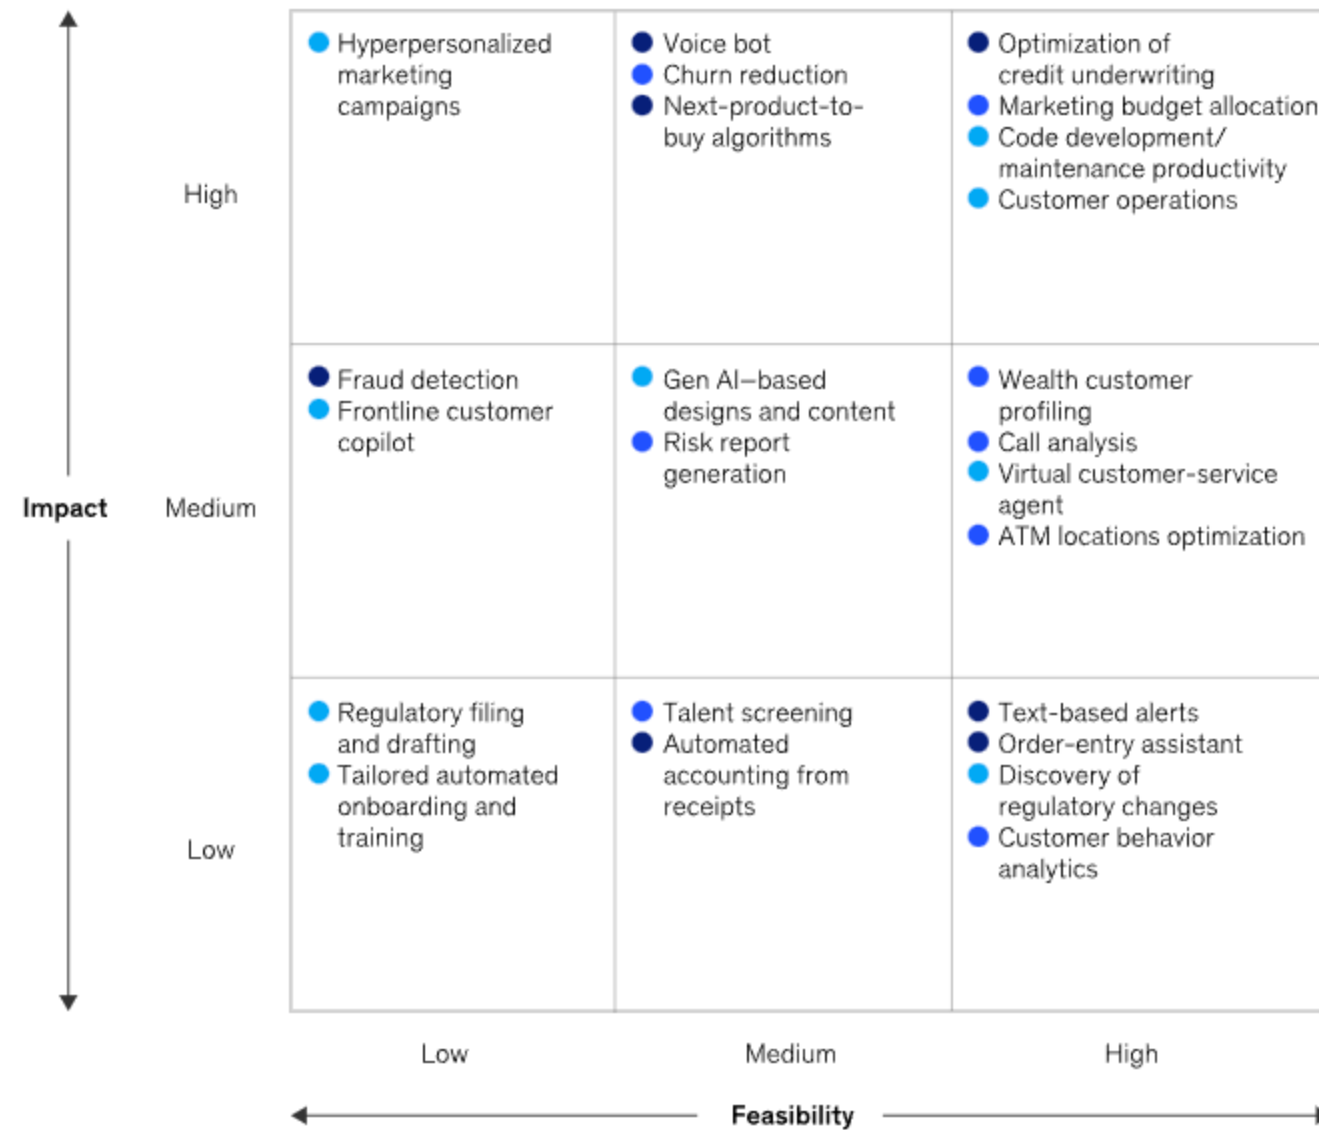 Hyperpersonalized
marketing
campaigns
Voice bot
Churn reduction
Next-product-to-
buy algorithms
Optimization of
credit underwriting
Marketing budget allocation
Code development/
maintenance productivity
Customer operations
High
Fraud detection
Frontline customer
copilot
Gen AI–based
designs and content
Risk report
generation
Wealth customer
profiling
Call analysis
Virtual customer-service
agent
ATM locations optimization
Impact
Medium
Regulatory filing
and drafting
Tailored automated
onboarding and
training
Talent screening
Automated
accounting from
receipts
Text-based alerts
Order-entry assistant
Discovery of
regulatory changes
Customer behavior
analytics
Low
Low
Medium
High
Feasibility